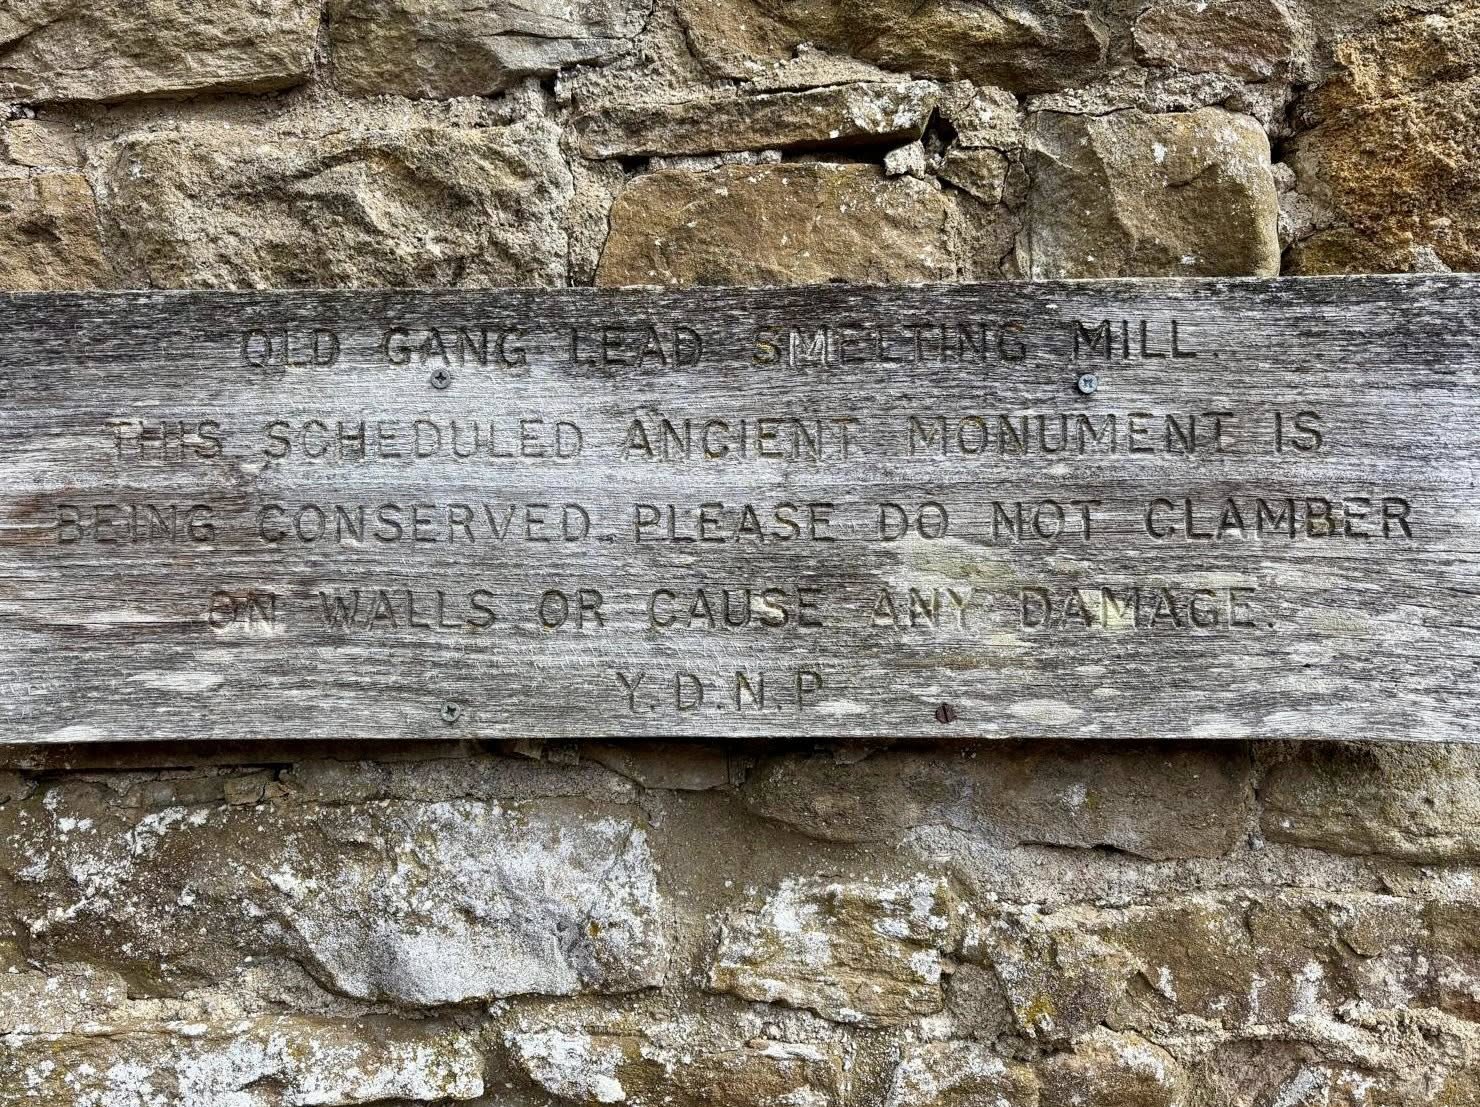 OLD GANG LEAD SMELTING MILL.
THIS SCHEDULED ANCIENT MONUMENT IS
BEING CONSERVED. PLEASE DO NOT CLAMBER
ON WALLS OR CAUSE ANY DAMAGE.
Y.D.N.P